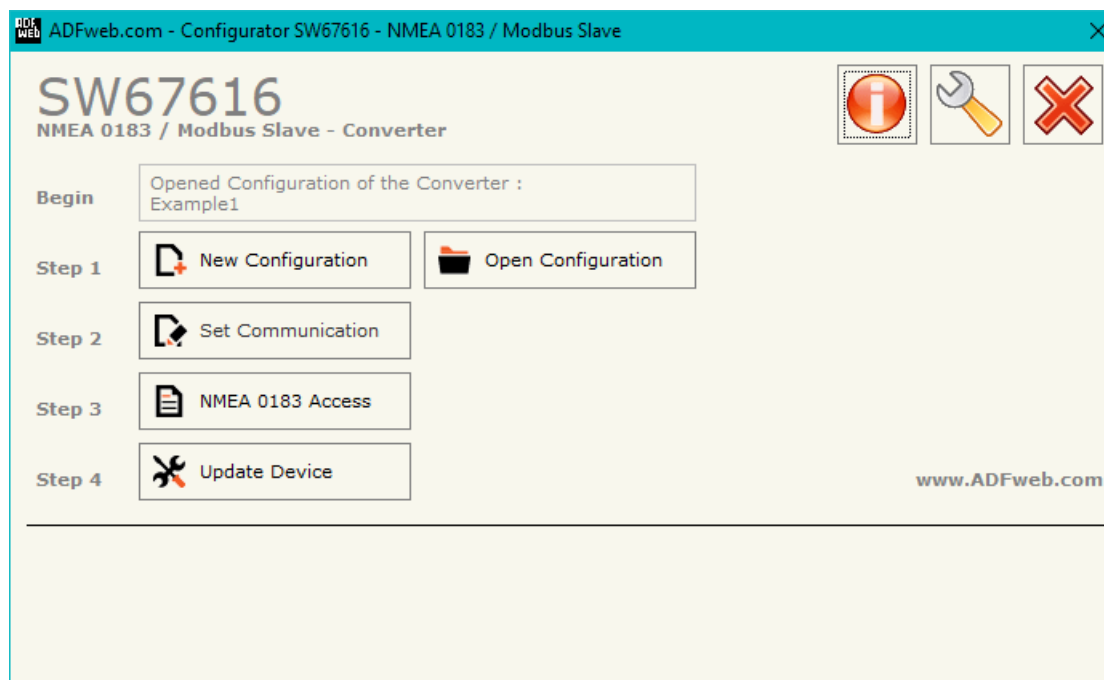 ADF
WEB
ADFweb.com - Configurator SW67616 - NMEA 0183 / Modbus Slave
SW67616
NMEA 0183 / Modbus Slave - Converter
Begin
Opened Configuration of the Converter :
Example1
Step 1
New Configuration
Open Configuration
Step 2
Set Communication
Step 3
NMEA 0183 Access
Step 4
Update Device
www.ADFweb.com